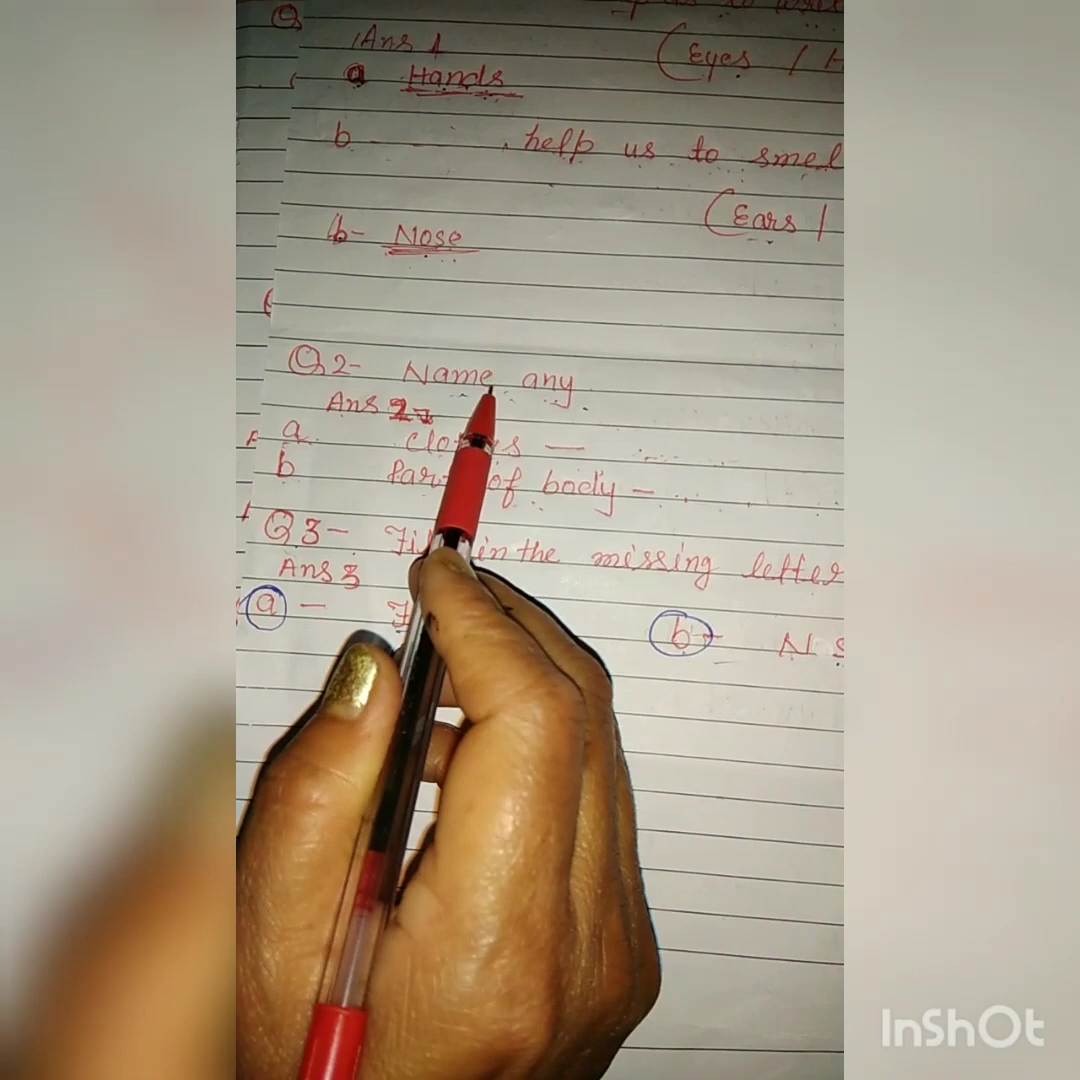 Q
Ans 1 (Eyes /
a Hands
b - - - . help us to smel
(Ears /
b- Nose
Q2- Name any
Ans 2-
a —
b of body -
Q3- in the missing letter
Ans 3
a -
b - N s
InShOt